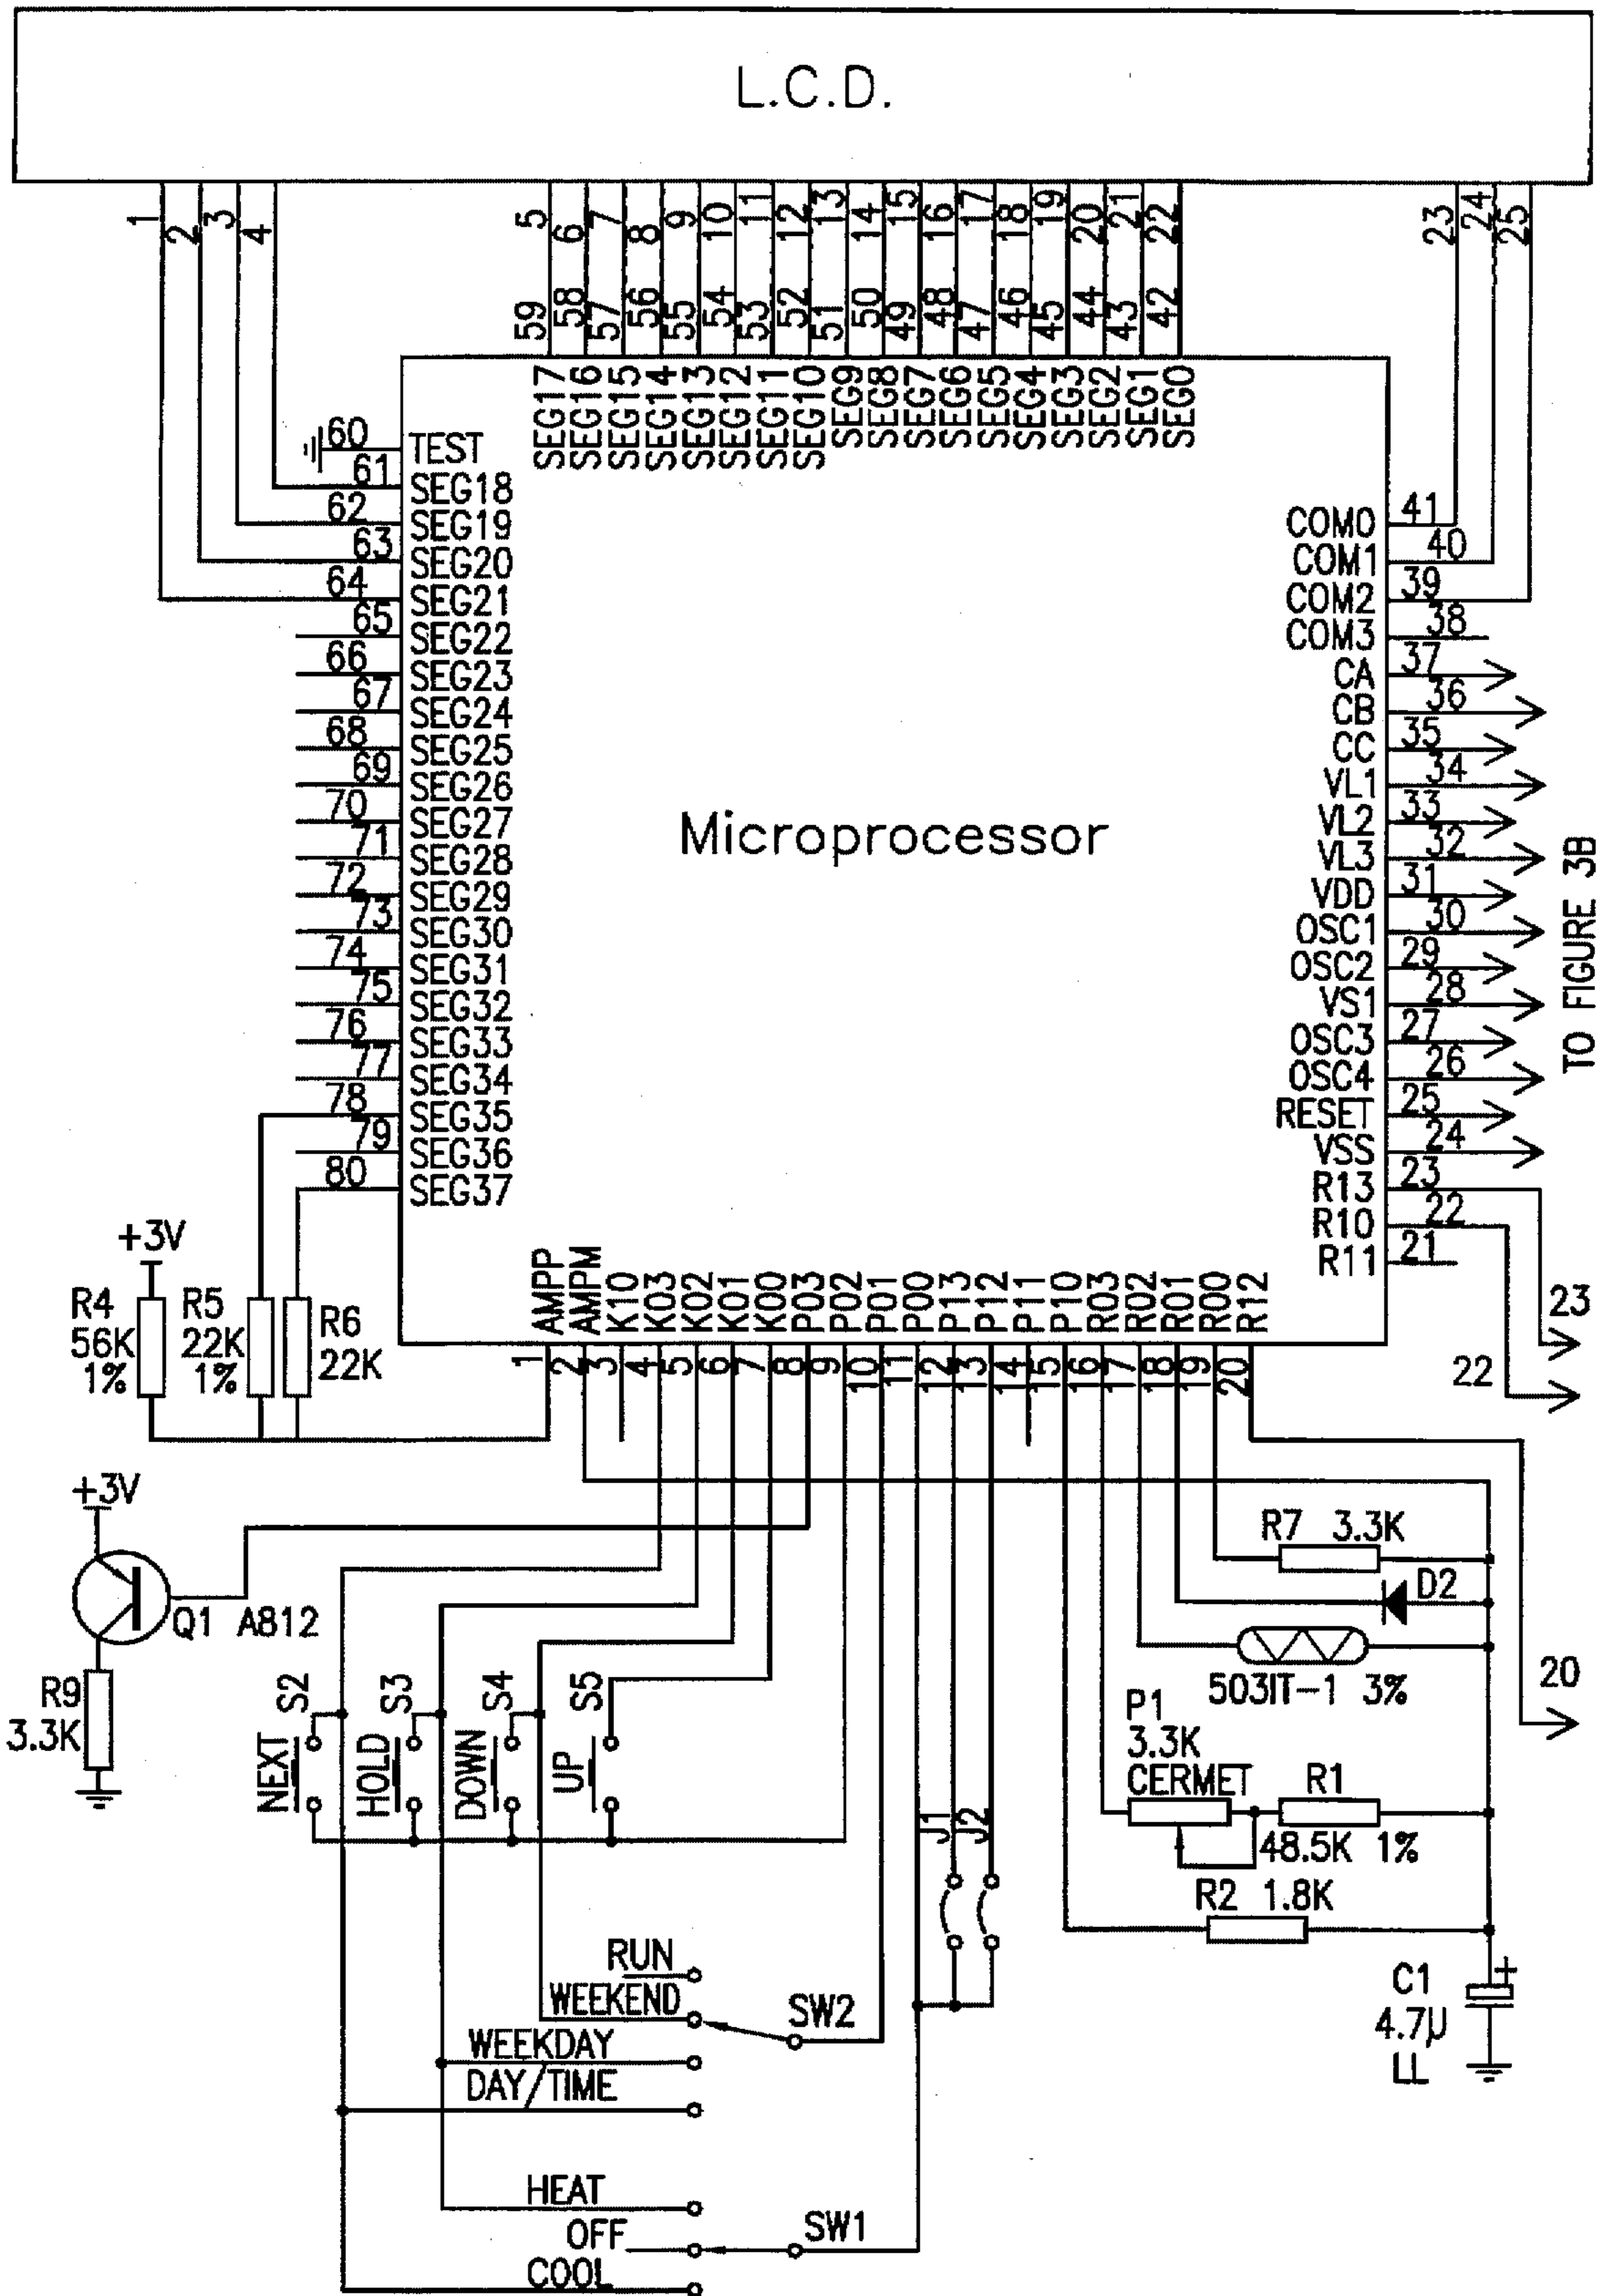 L.C.D.
1
2
3
4
5
6
7
8
9
10
11
12
13
14
15
16
17
18
19
20
21
22
23
24
25
59
58
57
56
55
54
53
52
51
50
49
48
47
46
45
44
43
42
SEG17
SEG16
SEG15
SEG14
SEG13
SEG12
SEG11
SEG10
SEG9
SEG8
SEG7
SEG6
SEG5
SEG4
SEG3
SEG2
SEG1
SEG0
60 TEST
61 SEG18
62 SEG19
63 SEG20
64 SEG21
65 SEG22
66 SEG23
67 SEG24
68 SEG25
69 SEG26
70 SEG27
71 SEG28
72 SEG29
73 SEG30
74 SEG31
75 SEG32
76 SEG33
77 SEG34
78 SEG35
79 SEG36
80 SEG37
Microprocessor
COM0 41
COM1 40
COM2 39
COM3 38
CA 37
CB 36
CC 35
VL1 34
VL2 33
VL3 32
VDD 31
OSC1 30
OSC2 29
VS1 28
OSC3 27
OSC4 26
RESET 25
VSS 24
R13 23
R10 22
R11 21
TO FIGURE 3B
23
22
20
AMPP
AMPM
K10
K03
K02
K01
K00
P03
P02
P01
P00
P13
P12
P11
P10
R03
R02
R01
R00
R12
1
2
3
4
5
6
7
8
9
10
11
12
13
14
15
16
17
18
19
20
+3V
R4
56K
1%
R5
22K
1%
R6
22K
+3V
Q1 A812
R9
3.3K
S2
S3
S4
S5
NEXT
HOLD
DOWN
UP
J1
J2
R7 3.3K
D2
503IT-1 3%
P1
3.3K
CERMET
R1
48.5K 1%
R2 1.8K
C1
+
4.7μ
LL
RUN
WEEKEND
WEEKDAY
DAY/TIME
SW2
HEAT
OFF
COOL
SW1